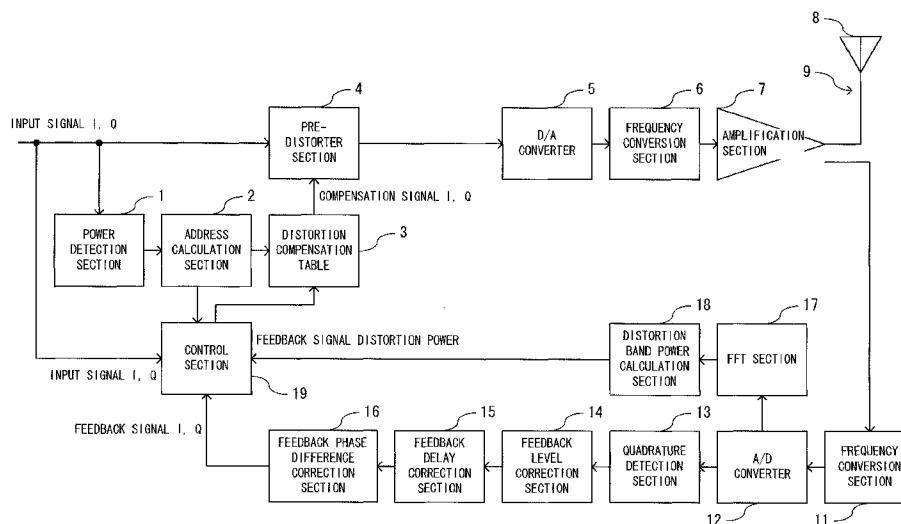 8
4
5
6
7
9
INPUT SIGNAL I, Q
PRE-
DISTORTER
SECTION
D/A
CONVERTER
FREQUENCY
CONVERSION
SECTION
AMPLIFICATION
SECTION
COMPENSATION SIGNAL I, Q
1
2
3
POWER
DETECTION
SECTION
ADDRESS
CALCULATION
SECTION
DISTORTION
COMPENSATION
TABLE
18
17
FEEDBACK SIGNAL DISTORTION POWER
CONTROL
SECTION
DISTORTION
BAND POWER
CALCULATION
SECTION
FFT SECTION
INPUT SIGNAL I, Q
19
FEEDBACK SIGNAL I, Q
16
15
14
13
FEEDBACK PHASE
DIFFERENCE
CORRECTION
SECTION
FEEDBACK
DELAY
CORRECTION
SECTION
FEEDBACK
LEVEL
CORRECTION
SECTION
QUADRATURE
DETECTION
SECTION
A/D
CONVERTER
FREQUENCY
CONVERSION
SECTION
12
11